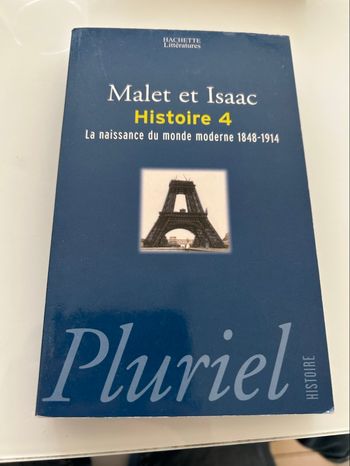 HACHETTE
Littératures
Malet et Isaac
Histoire 4
La naissance du monde moderne 1848-1914
Pluriel
HISTOIRE